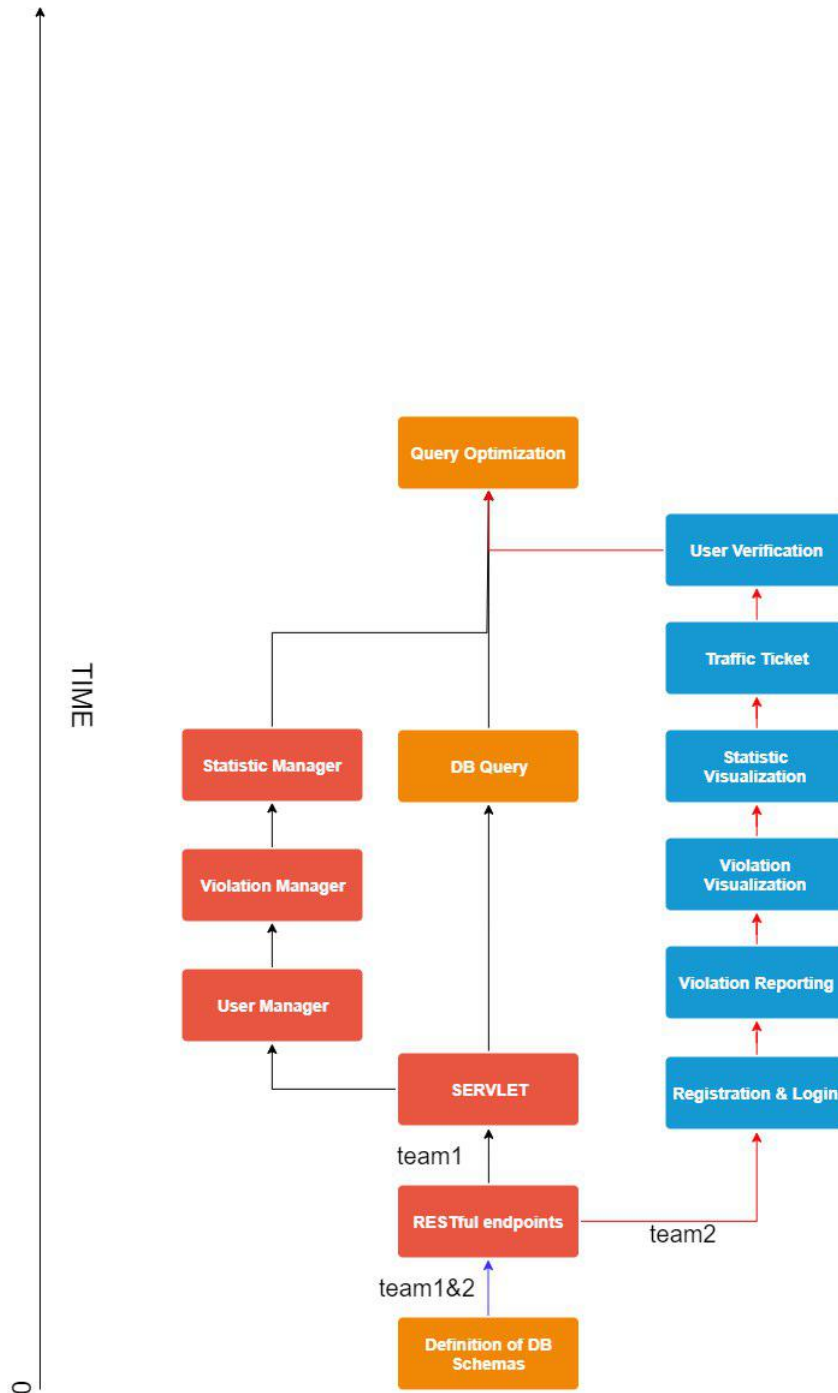 Query Optimization
User Verification
Traffic Ticket
TIME
Statistic Manager
DB Query
Statistic
Visualization
Violation Manager
Violation
Visualization
User Manager
Violation Reporting
SERVLET
Registration & Login
team1
RESTful endpoints
team2
team1&2
Definition of DB
Schemas
0